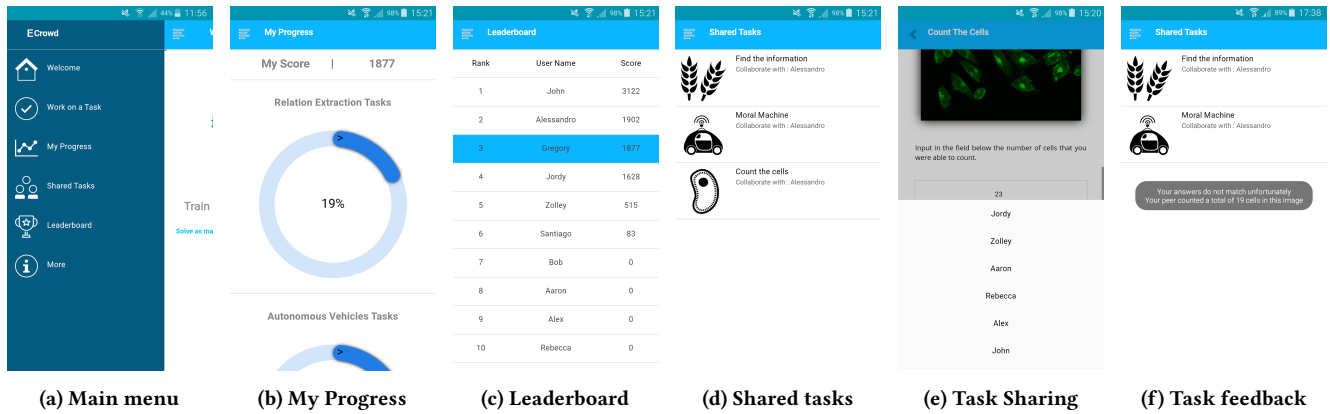 44% 11:56
ECrowd
Welcome
Work on a Task
My Progress
Shared Tasks
Leaderboard
More
Train
Solve as ma
(a) Main menu
98% 15:21
My Progress
My Score | 1877
Relation Extraction Tasks
>
19%
Autonomous Vehicles Tasks
>
(b) My Progress
98% 15:21
Leaderboard
Rank User Name Score
1 John 3122
2 Alessandro 1902
3 Gregory 1877
4 Jordy 1628
5 Zolley 515
6 Santiago 83
7 Bob 0
8 Aaron 0
9 Alex 0
10 Rebecca 0
(c) Leaderboard
98% 15:21
Shared Tasks
Find the information
Collaborate with : Alessandro
Moral Machine
Collaborate with : Alessandro
Count the cells
Collaborate with : Alessandro
(d) Shared tasks
98% 15:20
Count The Cells
Input in the field below the number of cells that you
were able to count.
23
Jordy
Zolley
Aaron
Rebecca
Alex
John
(e) Task Sharing
89% 17:38
Shared Tasks
Find the information
Collaborate with : Alessandro
Moral Machine
Collaborate with : Alessandro
Your answers do not match unfortunately
Your peer counted a total of 19 cells in this image
(f) Task feedback